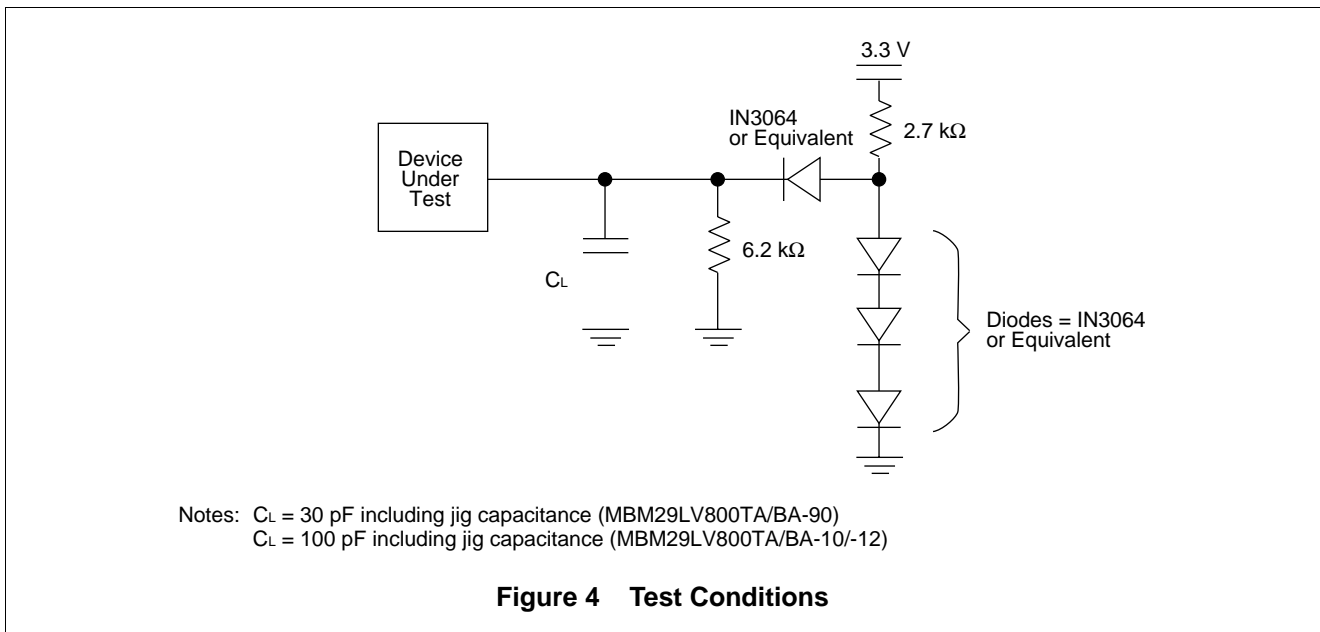 3.3 V
IN3064
or Equivalent
2.7 kΩ
Device
Under
Test
6.2 kΩ
CL
Diodes = IN3064
or Equivalent
Notes: CL = 30 pF including jig capacitance (MBM29LV800TA/BA-90)
CL = 100 pF including jig capacitance (MBM29LV800TA/BA-10/-12)
Figure 4 Test Conditions